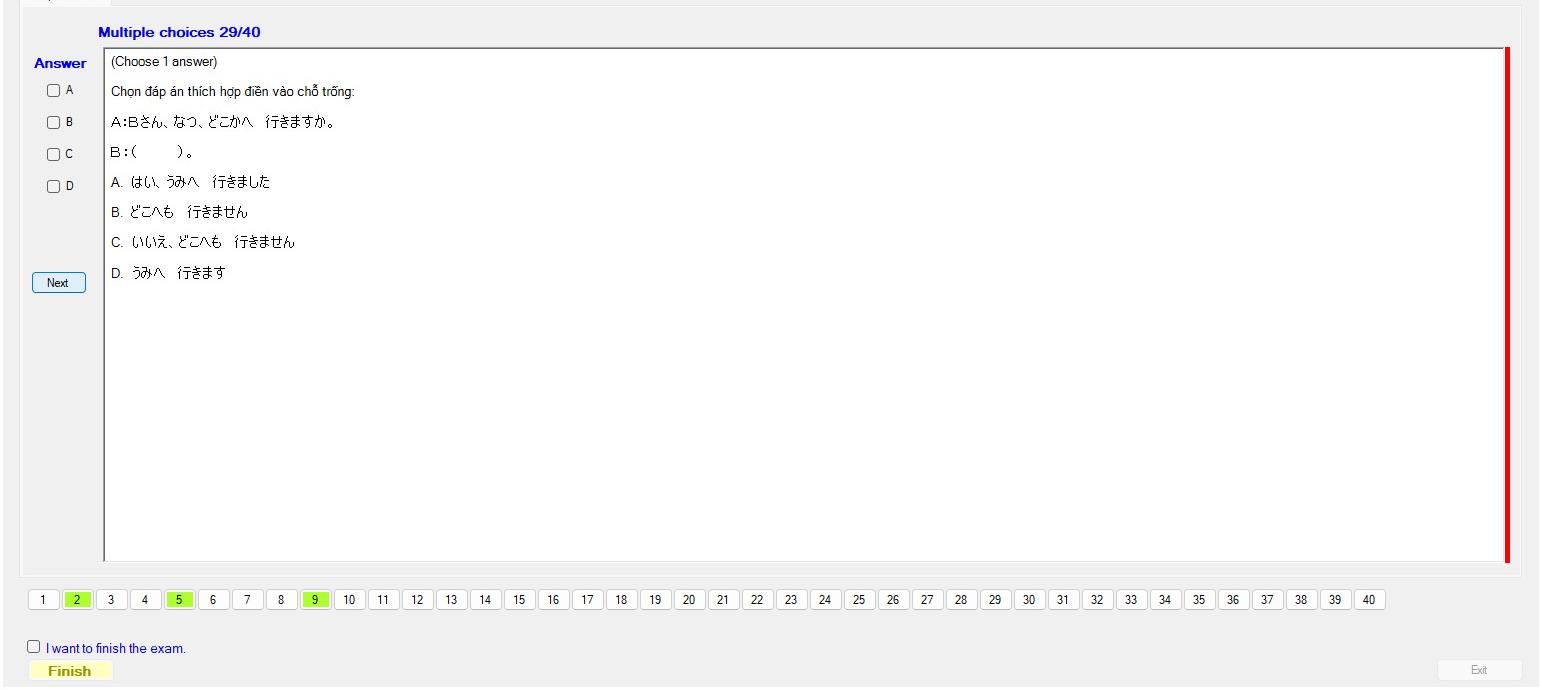 Multiple choices 29/40
Answer
A
B
C
D
Next
(Choose 1 answer)
Chọn đáp án thích hợp điền vào chỗ trống:
A:Bさん、なつ、どこかへ　行きますか。
B:(　　　)。
A. はい、うみへ　行きました
B. どこへも　行きません
C. いいえ、どこへも　行きません
D. うみへ　行きます
1 2 3 4 5 6 7 8 9 10 11 12 13 14 15 16 17 18 19 20 21 22 23 24 25 26 27 28 29 30 31 32 33 34 35 36 37 38 39 40
I want to finish the exam.
Finish
Exit